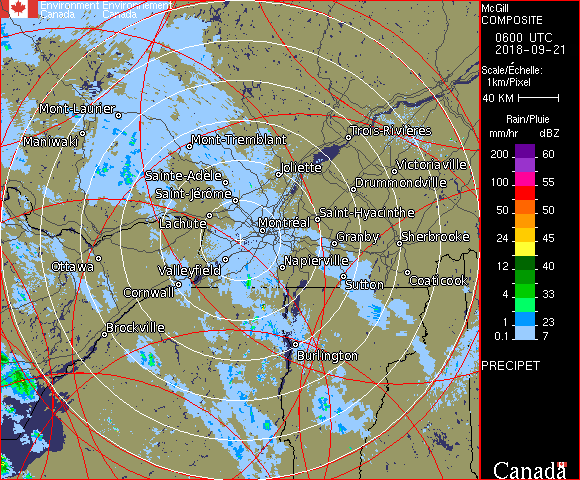 Environment Environnement
Canada Canada
McGill
COMPOSITE
0600 UTC
2018-09-21
Scale/Échelle:
1km/Pixel
40 KM
Rain/Pluie
mm/hr dBZ
200 60
100 55
50 50
24 45
12 40
4 33
1 23
0.1 7
PRECIPET
Canada
Mont-Laurier
Maniwaki
Mont-Tremblant
Trois-Rivières
Joliette
Victoriaville
Sainte-Adèle
Drummondville
Saint-Jérôme
Lachute
Saint-Hyacinthe
Montréal
Granby
Sherbrooke
Ottawa
Valleyfield
Napierville
Cornwall
Sutton
Coaticook
Brockville
Burlington